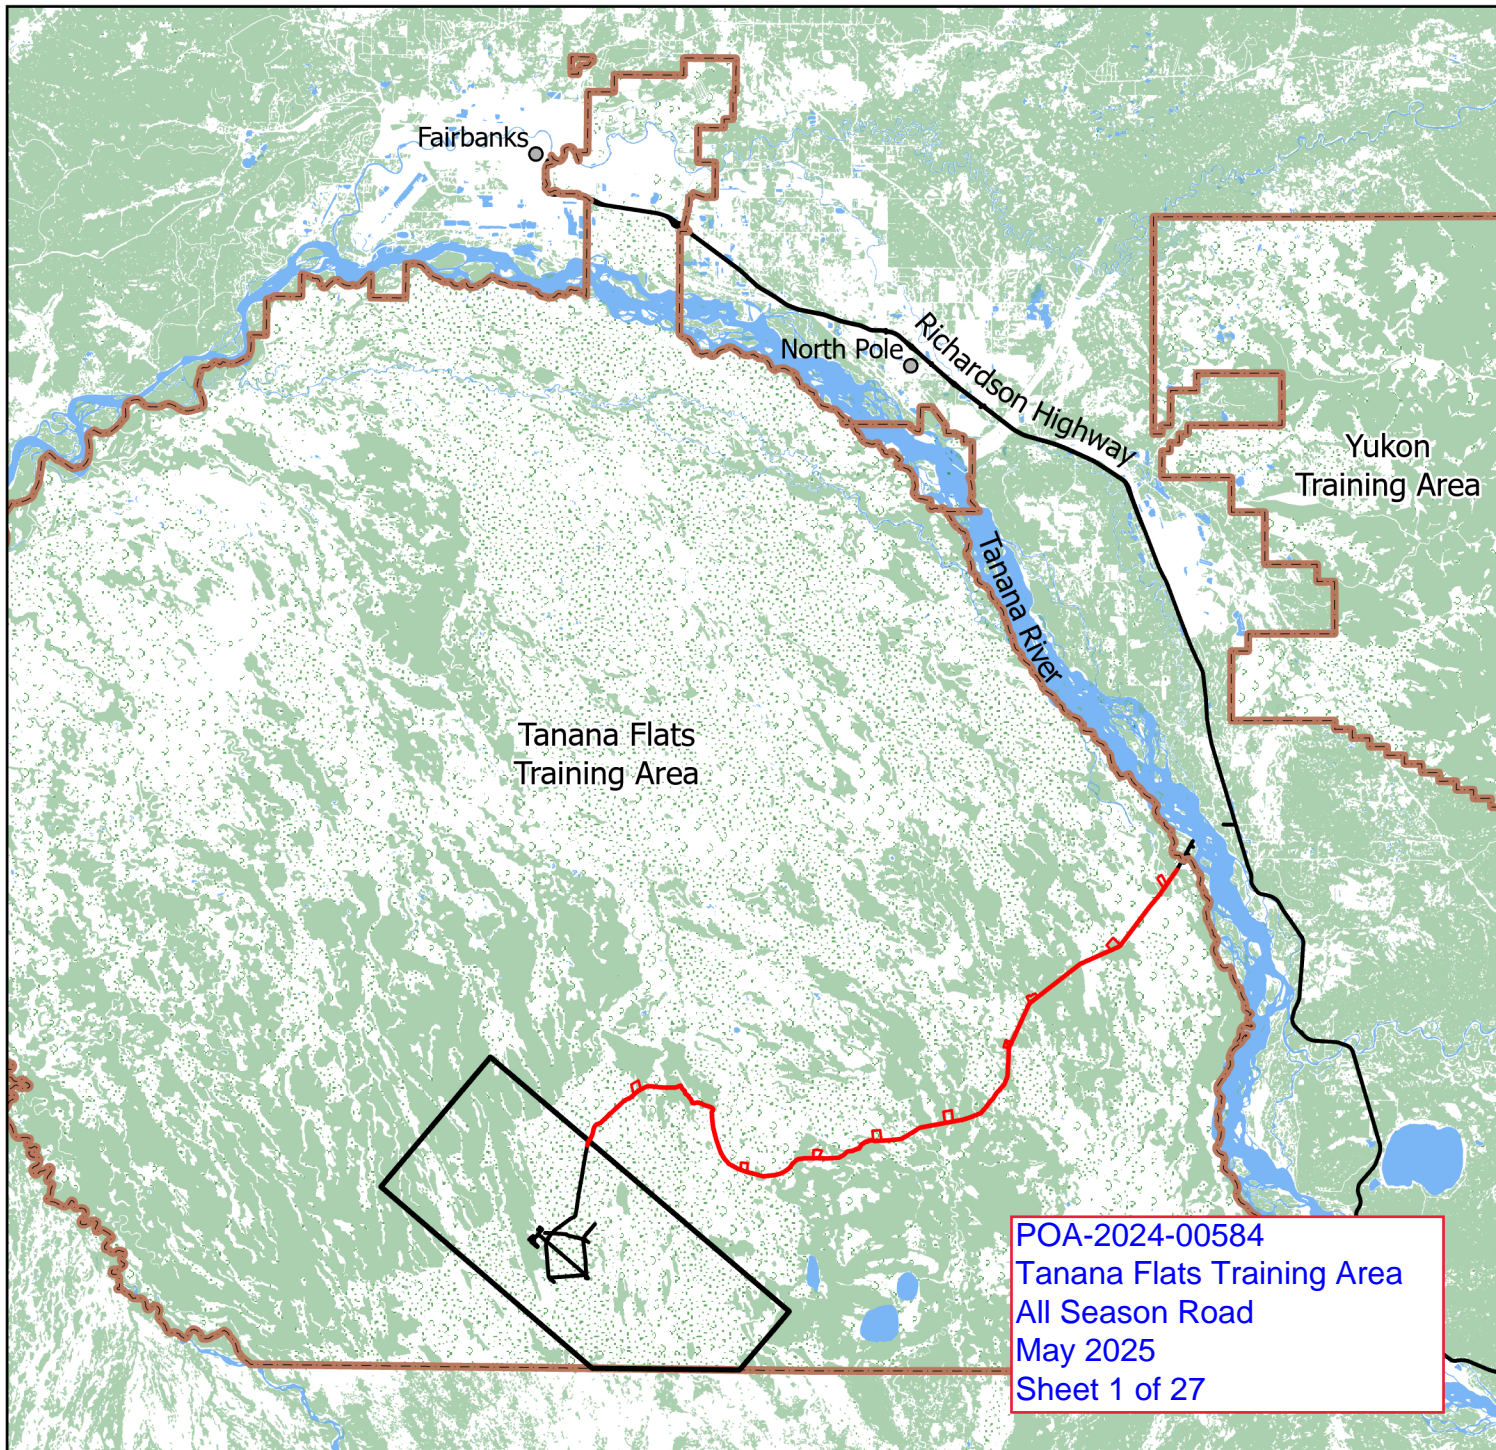 Fairbanks
North Pole
Richardson Highway
Yukon
Training Area
Tanana River
Tanana Flats
Training Area
POA-2024-00584
Tanana Flats Training Area
All Season Road
May 2025
Sheet 1 of 27